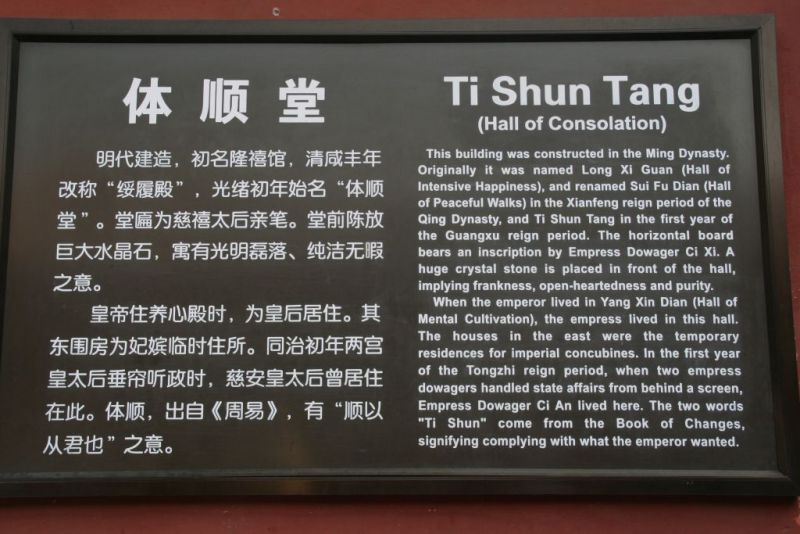 体顺堂
明代建造，初名隆禧馆，清咸丰年
改称“绥履殿”，光绪初年始名“体顺
堂”。堂匾为慈禧太后亲笔。堂前陈放
巨大水晶石，寓有光明磊落、纯洁无暇
之意。
皇帝住养心殿时，为皇后居住。其
东围房为妃嫔临时住所。同治初年两宫
皇太后垂帘听政时，慈安皇太后曾居住
在此。体顺，出自《周易》，有“顺以
从君也”之意。
Ti Shun Tang
(Hall of Consolation)
This building was constructed in the Ming Dynasty.
Originally it was named Long Xi Guan (Hall of
Intensive Happiness), and renamed Sui Fu Dian (Hall
of Peaceful Walks) in the Xianfeng reign period of the
Qing Dynasty, and Ti Shun Tang in the first year of
the Guangxu reign period. The horizontal board
bears an inscription by Empress Dowager Ci Xi. A
huge crystal stone is placed in front of the hall,
implying frankness, open-heartedness and purity.
When the emperor lived in Yang Xin Dian (Hall of
Mental Cultivation), the empress lived in this hall.
The houses in the east were the temporary
residences for imperial concubines. In the first year
of the Tongzhi reign period, when two empress
dowagers handled state affairs from behind a screen,
Empress Dowager Ci An lived here. The two words
"Ti Shun" come from the Book of Changes,
signifying complying with what the emperor wanted.